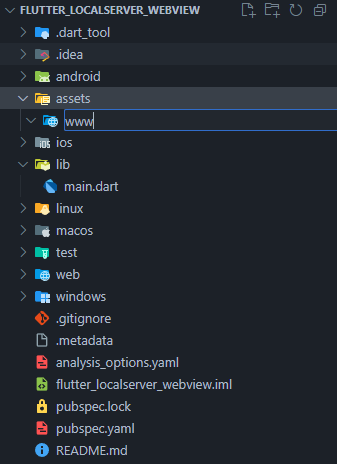 FLUTTER_LOCALSERVER_WEBVIEW
.dart_tool
.idea
android
assets
www
ios
lib
main.dart
linux
macos
test
web
windows
.gitignore
.metadata
analysis_options.yaml
flutter_localserver_webview.iml
pubspec.lock
pubspec.yaml
README.md